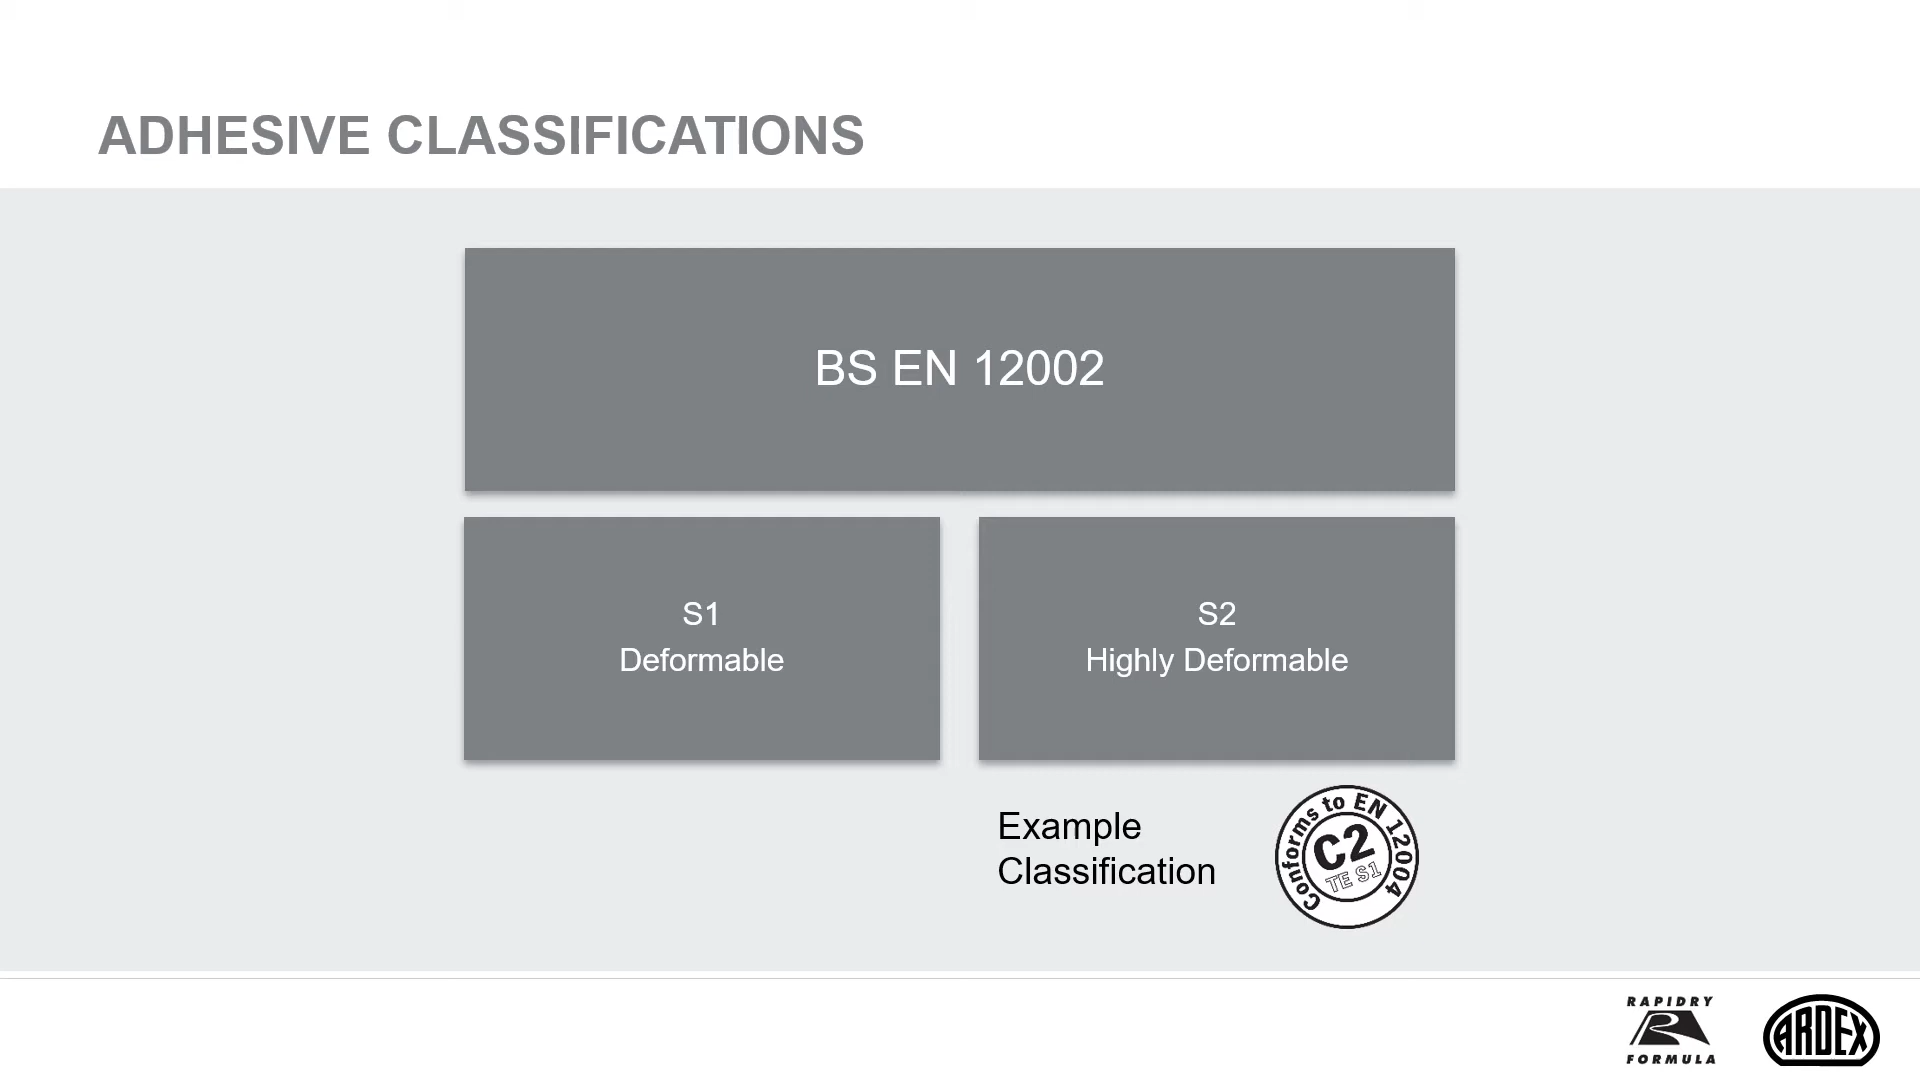 ADHESIVE CLASSIFICATIONS
BS EN 12002
S1
Deformable
S2
Highly Deformable
Example
Classification
Conforms to EN 12004
C2
TE S1
RAPIDRY
FORMULA
ARDEX